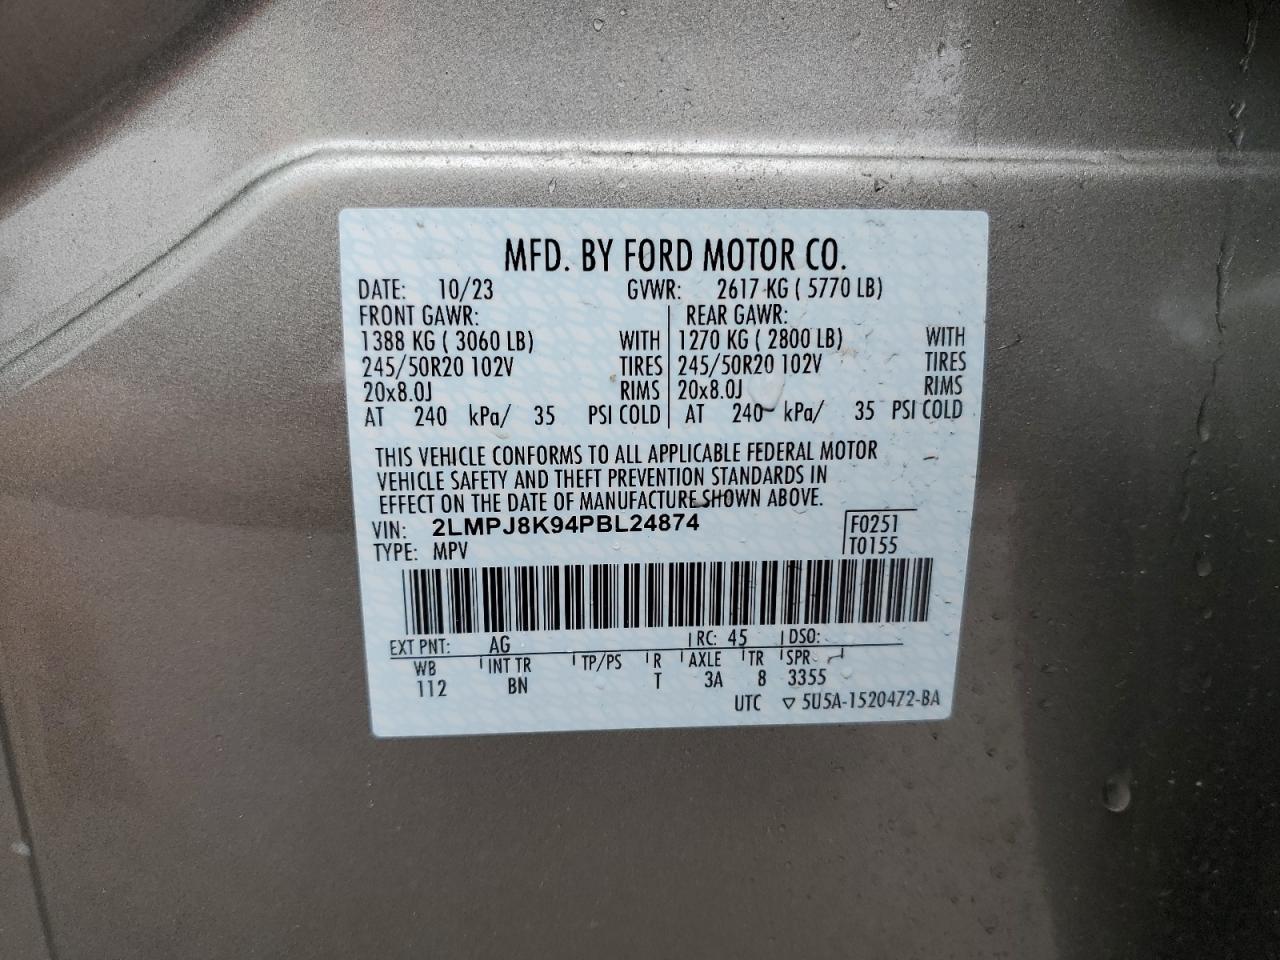 MFD. BY FORD MOTOR CO.
DATE: 10/23 GVWR: 2617 KG ( 5770 LB)
FRONT GAWR: REAR GAWR:
1388 KG ( 3060 LB) WITH 1270 KG ( 2800 LB) WITH
245/50R20 102V TIRES 245/50R20 102V TIRES
20x8.0J RIMS 20x8.0J RIMS
AT 240 kPa/ 35 PSI COLD AT 240 kPa/ 35 PSI COLD
THIS VEHICLE CONFORMS TO ALL APPLICABLE FEDERAL MOTOR
VEHICLE SAFETY AND THEFT PREVENTION STANDARDS IN
EFFECT ON THE DATE OF MANUFACTURE SHOWN ABOVE.
VIN: 2LMPJ8K94PBL24874 F0251
TYPE: MPV T0155
EXT PNT: AG RC: 45 DSO:
WB INT TR TP/PS R AXLE TR SPR
112 BN T 3A 8 3355
UTC ▽ 5U5A-1520472-BA